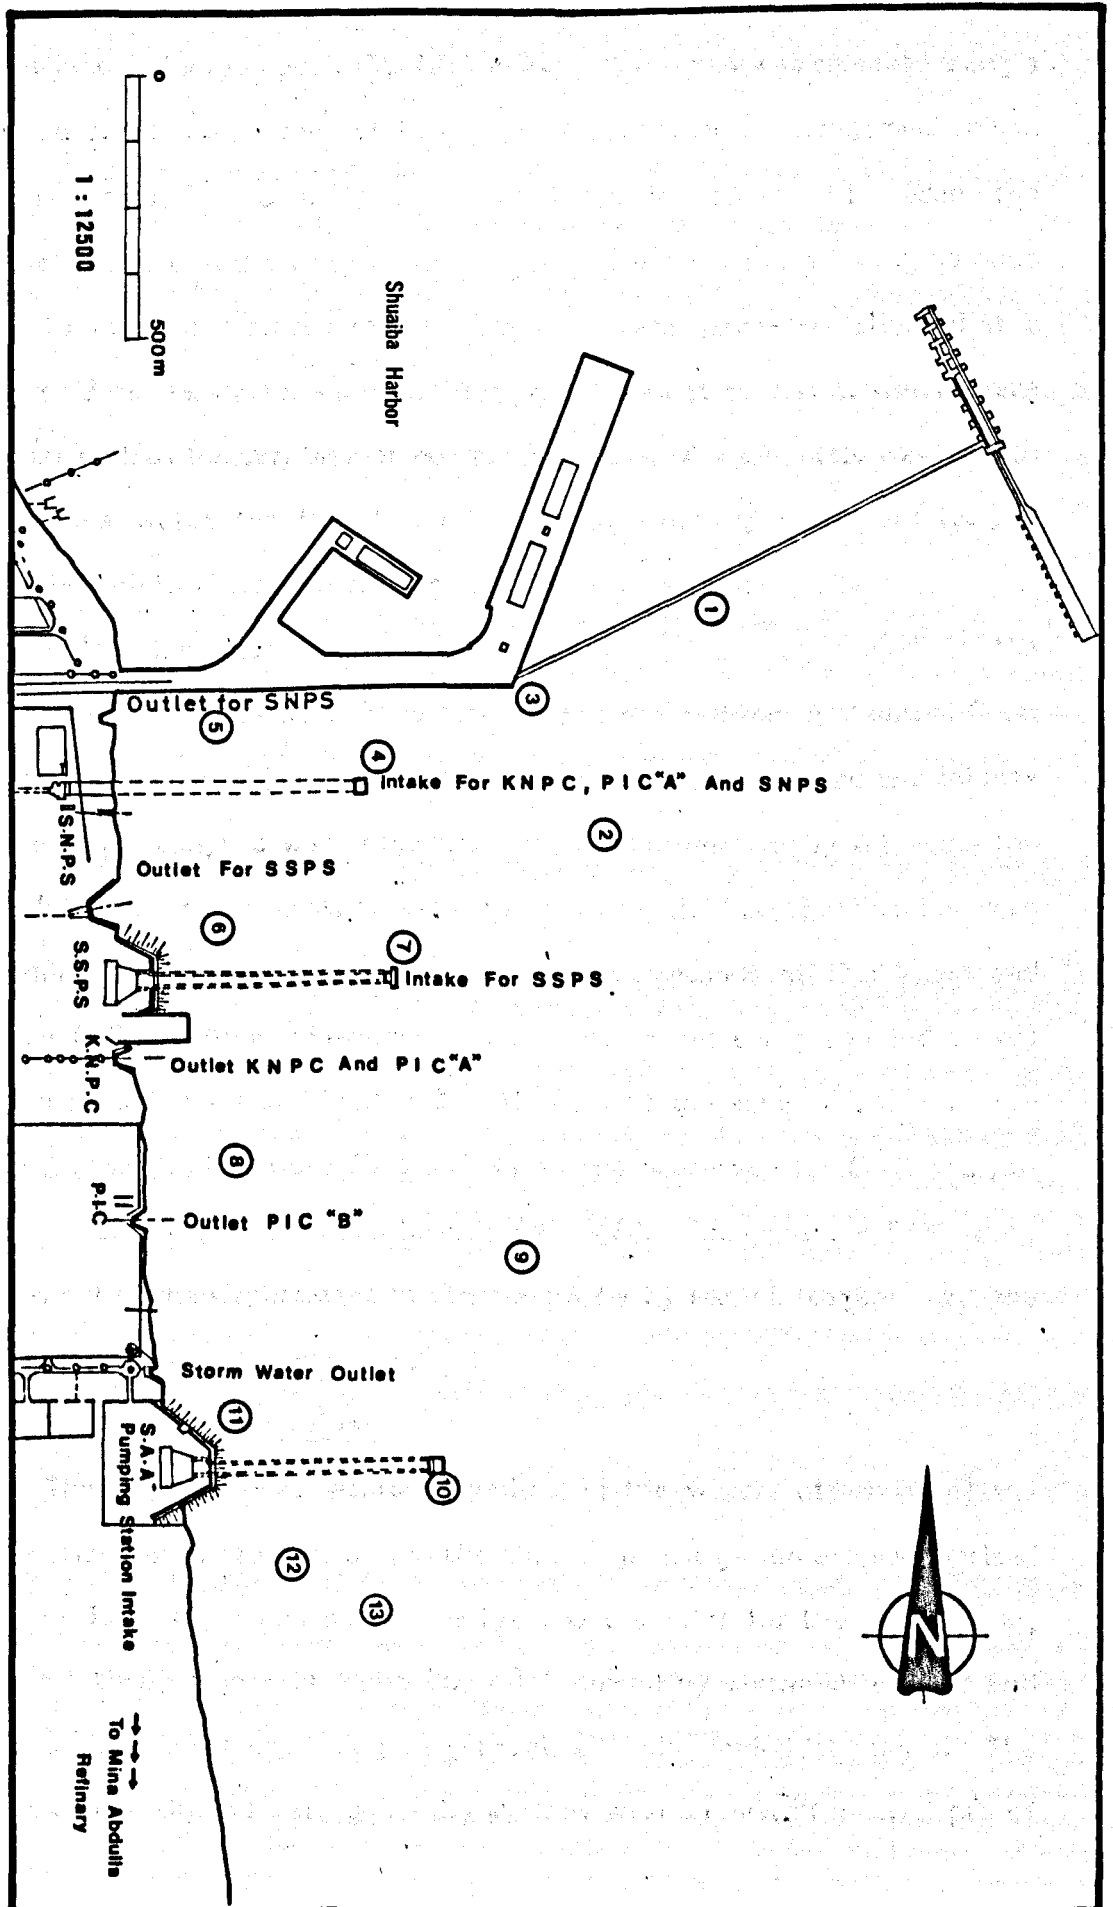 0
500m
1 : 12500
Shuaiba Harbor
1
3
Outlet for SNPS
5
4
Intake For KNPC, PIC "A" And SNPS
2
S.N.P.S
Outlet For SSPS
6
7
S.S.P.S
Intake For SSPS
K.N.P.C
Outlet KNPC And PIC "A"
8
P.I.C
Outlet PIC "B"
9
Storm Water Outlet
11
S.A.A
Pumping Station Intake
10
12
13
N
To Mina Abdulla
Refinary